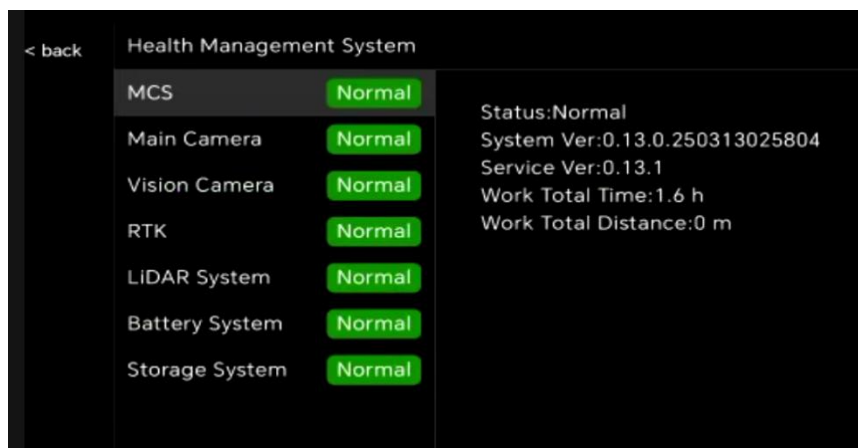 < back
Health Management System
MCS Normal
Main Camera Normal
Vision Camera Normal
RTK Normal
LiDAR System Normal
Battery System Normal
Storage System Normal
Status:Normal
System Ver:0.13.0.250313025804
Service Ver:0.13.1
Work Total Time:1.6 h
Work Total Distance:0 m